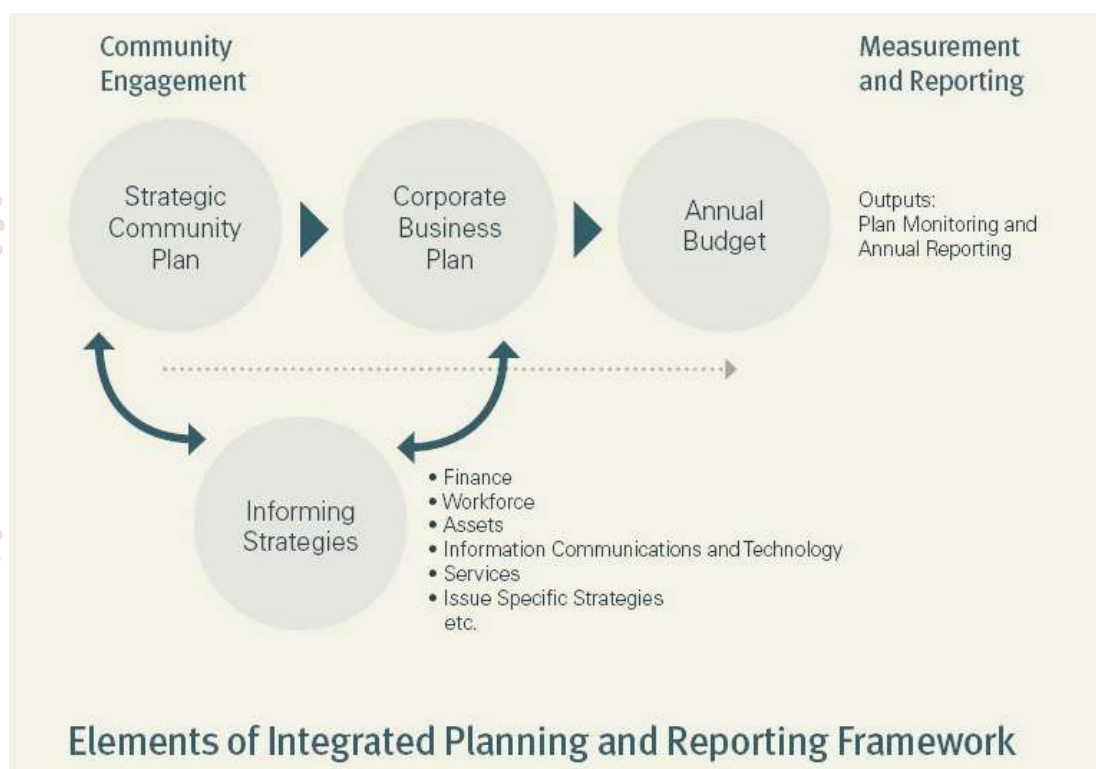 Community
Engagement
Measurement
and Reporting
Strategic
Community
Plan
Corporate
Business
Plan
Annual
Budget
Outputs:
Plan Monitoring and
Annual Reporting
Informing
Strategies
• Finance
• Workforce
• Assets
• Information Communications and Technology
• Services
• Issue Specific Strategies
etc.
Elements of Integrated Planning and Reporting Framework